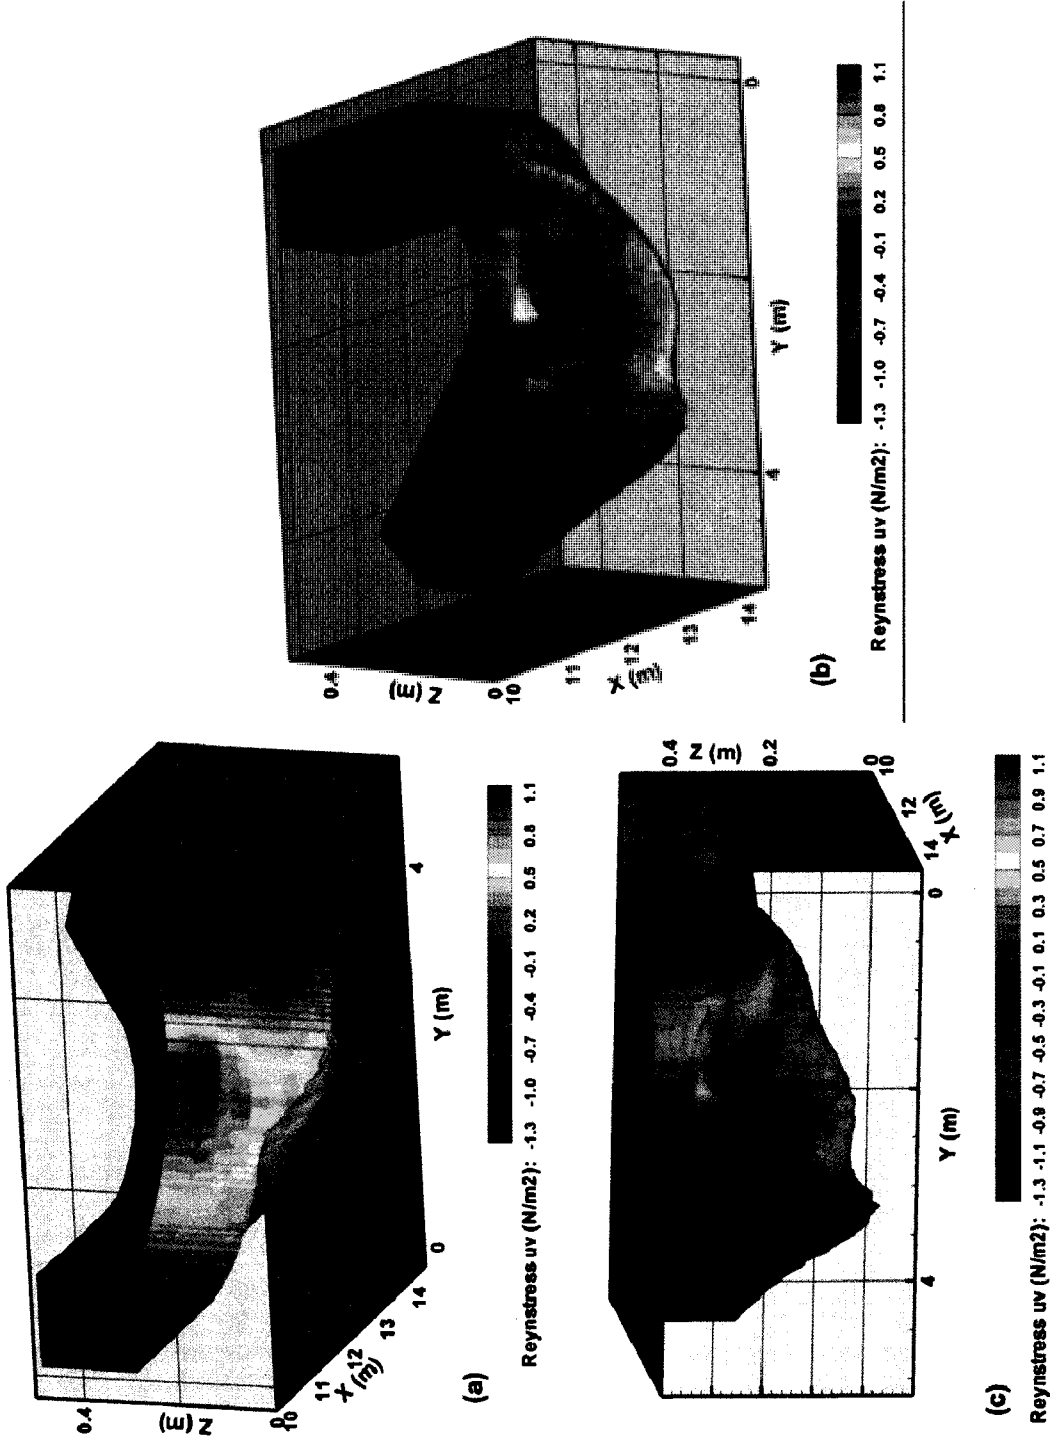 0.4
Z (m)
0
10
11
12
13
14
X (m)
0
4
Y (m)
-1.3 -1.0 -0.7 -0.4 -0.1 0.2 0.5 0.8 1.1
Reynstress uv (N/m2):
(a)
0.4
Z (m)
0
10
11
12
13
14
X (m)
4
0
Y (m)
-1.3 -1.0 -0.7 -0.4 -0.1 0.2 0.5 0.8 1.1
Reynstress uv (N/m2):
(b)
0.4
Z (m)
0.2
0
10
12
14
X (m)
4
0
Y (m)
-1.3 -1.1 -0.9 -0.7 -0.5 -0.3 -0.1 0.1 0.3 0.5 0.7 0.9 1.1
Reynstress uv (N/m2):
(c)